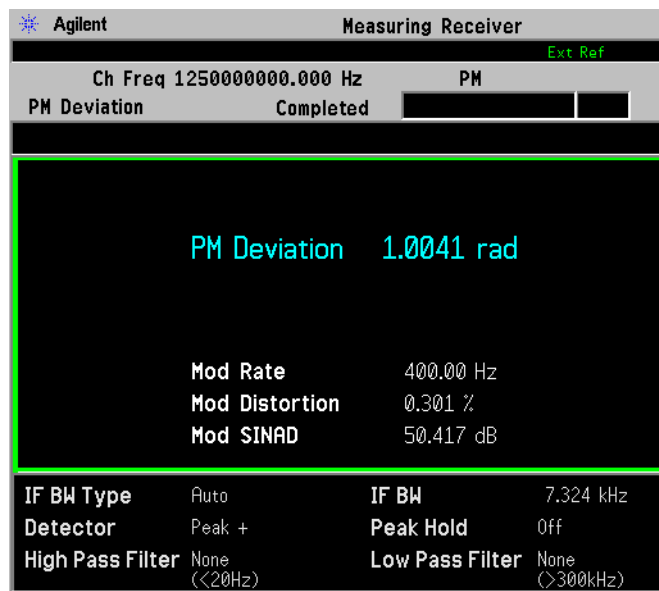 Agilent Measuring Receiver
Ext Ref
Ch Freq 1250000000.000 Hz PM
PM Deviation Completed
PM Deviation 1.0041 rad
Mod Rate 400.00 Hz
Mod Distortion 0.301 %
Mod SINAD 50.417 dB
IF BW Type Auto IF BW 7.324 kHz
Detector Peak + Peak Hold Off
High Pass Filter None Low Pass Filter None
(<20Hz) (>300kHz)